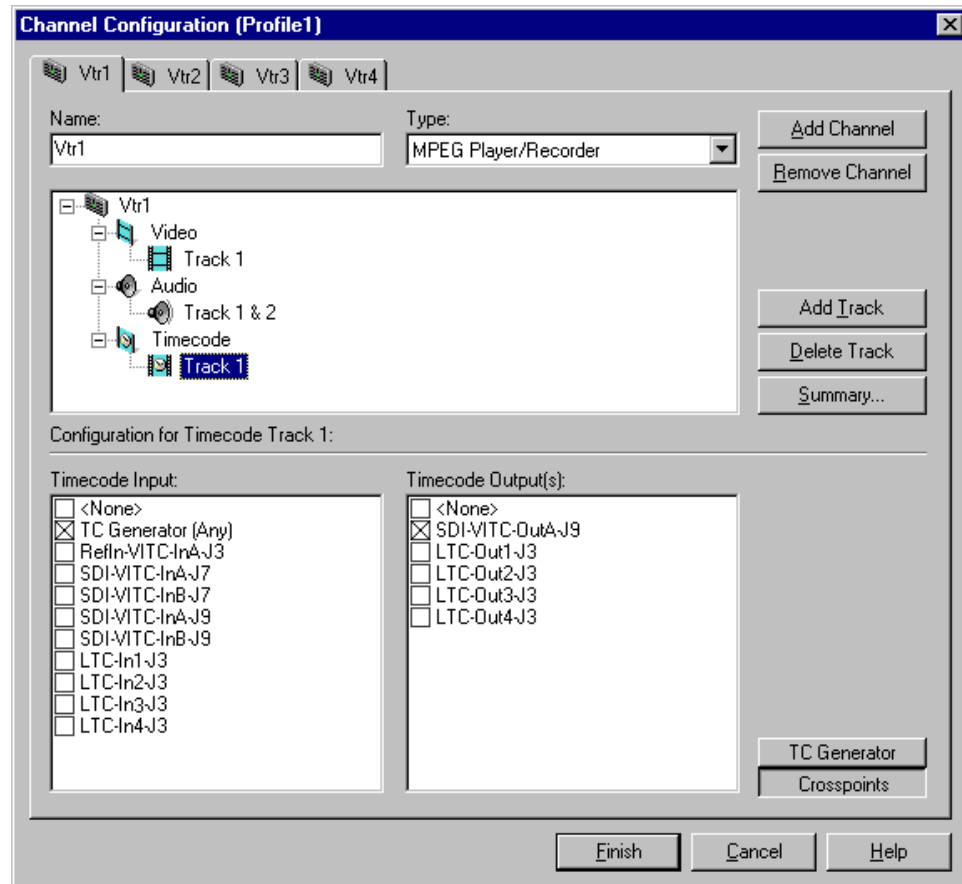 Channel Configuration (Profile1)
Vtr1 Vtr2 Vtr3 Vtr4
Name:
Vtr1
Type:
MPEG Player/Recorder
Add Channel
Remove Channel
Vtr1
Video
Track 1
Audio
Track 1 & 2
Timecode
Track 1
Add Track
Delete Track
Summary...
Configuration for Timecode Track 1:
Timecode Input:
<None>
TC Generator (Any)
RefIn-VITC-InA-J3
SDI-VITC-InA-J7
SDI-VITC-InB-J7
SDI-VITC-InA-J9
SDI-VITC-InB-J9
LTC-In1-J3
LTC-In2-J3
LTC-In3-J3
LTC-In4-J3
Timecode Output(s):
<None>
SDI-VITC-OutA-J9
LTC-Out1-J3
LTC-Out2-J3
LTC-Out3-J3
LTC-Out4-J3
TC Generator
Crosspoints
Finish
Cancel
Help